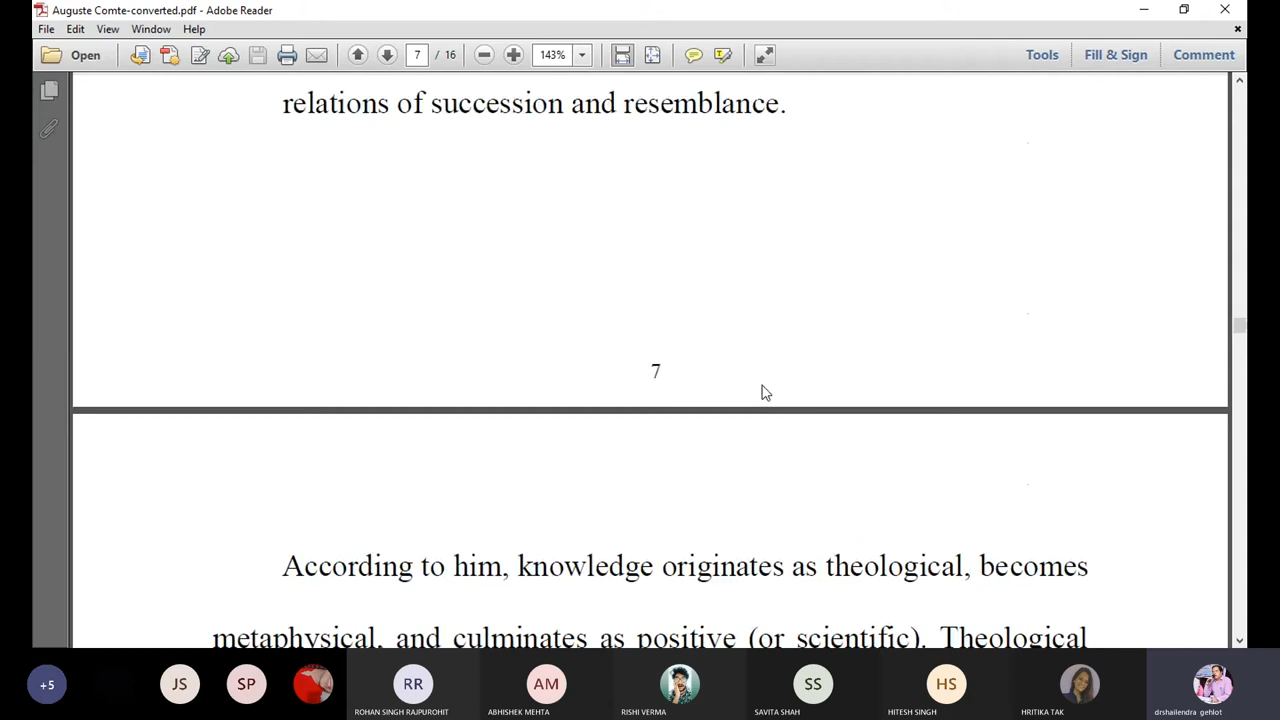 Auguste Comte-converted.pdf - Adobe Reader
File Edit View Window Help
Open 7 / 16 143% Tools Fill & Sign Comment
relations of succession and resemblance.
7
According to him, knowledge originates as theological, becomes
metaphysical, and culminates as positive (or scientific). Theological
+5 JS SP RR AM SS HS
ROHAN SINGH RAJPUROHIT ABHISHEK MEHTA RISHI VERMA SAVITA SHAH HITESH SINGH HRITIKA TAK drshailendra gehlot